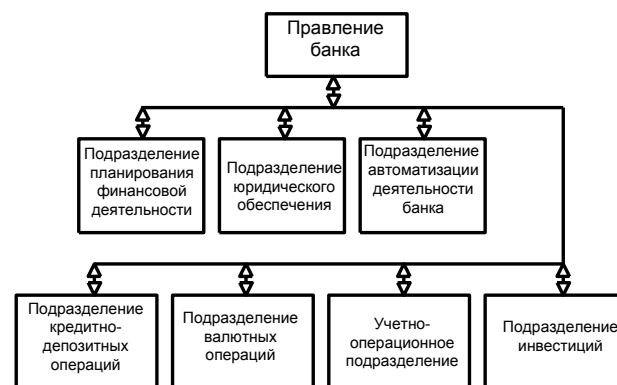 Правление
банка
Подразделение
планирования
финансовой
деятельности
Подразделение
юридического
обеспечения
Подразделение
автоматизации
деятельности
банка
Подразделение
кредитно-
депозитных
операций
Подразделение
валютных
операций
Учетно-
операционное
подразделение
Подразделение
инвестиций